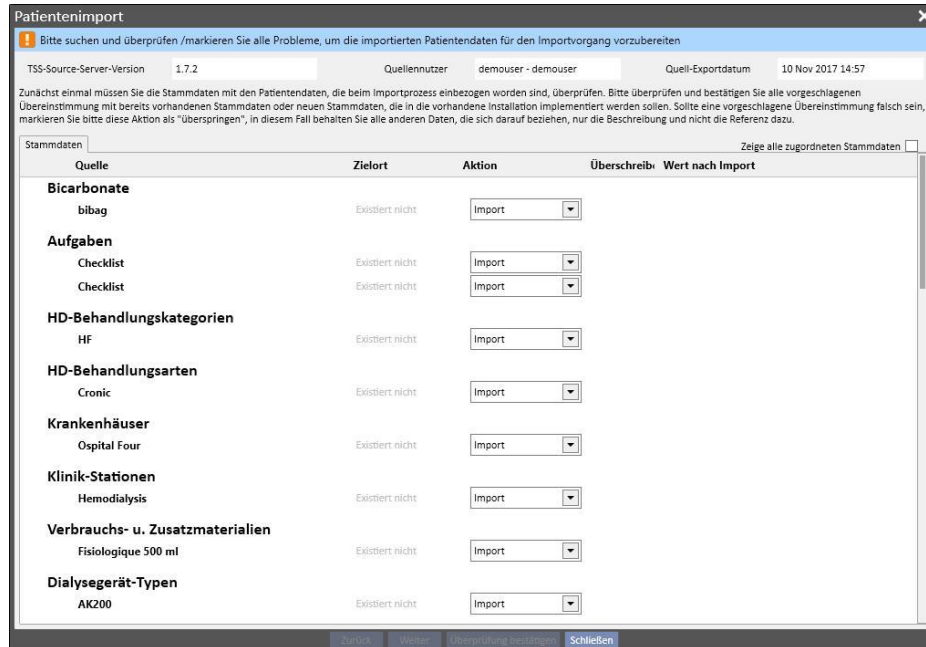 Patientenimport
Bitte suchen und überprüfen /markieren Sie alle Probleme, um die importierten Patientendaten für den Importvorgang vorzubereiten
TSS-Source-Server-Version 1.7.2 Quellennutzer demouser - demouser Quell-Exportdatum 10 Nov 2017 14:57
Zunächst einmal müssen Sie die Stammdaten mit den Patientendaten, die beim Importprozess einbezogen worden sind, überprüfen. Bitte überprüfen und bestätigen Sie alle vorgeschlagenen
Übereinstimmung mit bereits vorhandenen Stammdaten oder neuen Stammdaten, die in die vorhandene Installation implementiert werden sollen. Sollte eine vorgeschlagene Übereinstimmung falsch sein,
markieren Sie bitte diese Aktion als "überspringen", in diesem Fall behalten Sie alle anderen Daten, die sich darauf beziehen, nur die Beschreibung und nicht die Referenz dazu.
Stammdaten Zeige alle zugordneten Stammdaten
Quelle Zielort Aktion Überschreibe Wert nach Import
Bicarbonate
bibag Existiert nicht Import
Aufgaben
Checklist Existiert nicht Import
Checklist Existiert nicht Import
HD-Behandlungskategorien
HF Existiert nicht Import
HD-Behandlungsarten
Cronic Existiert nicht Import
Krankenhäuser
Ospital Four Existiert nicht Import
Klinik-Stationen
Hemodialysis Existiert nicht Import
Verbrauchs- u. Zusatzmaterialien
Fisiologique 500 ml Existiert nicht Import
Dialysegerät-Typen
AK200 Existiert nicht Import
Zurück Weiter Überprüfung bestätigen Schließen